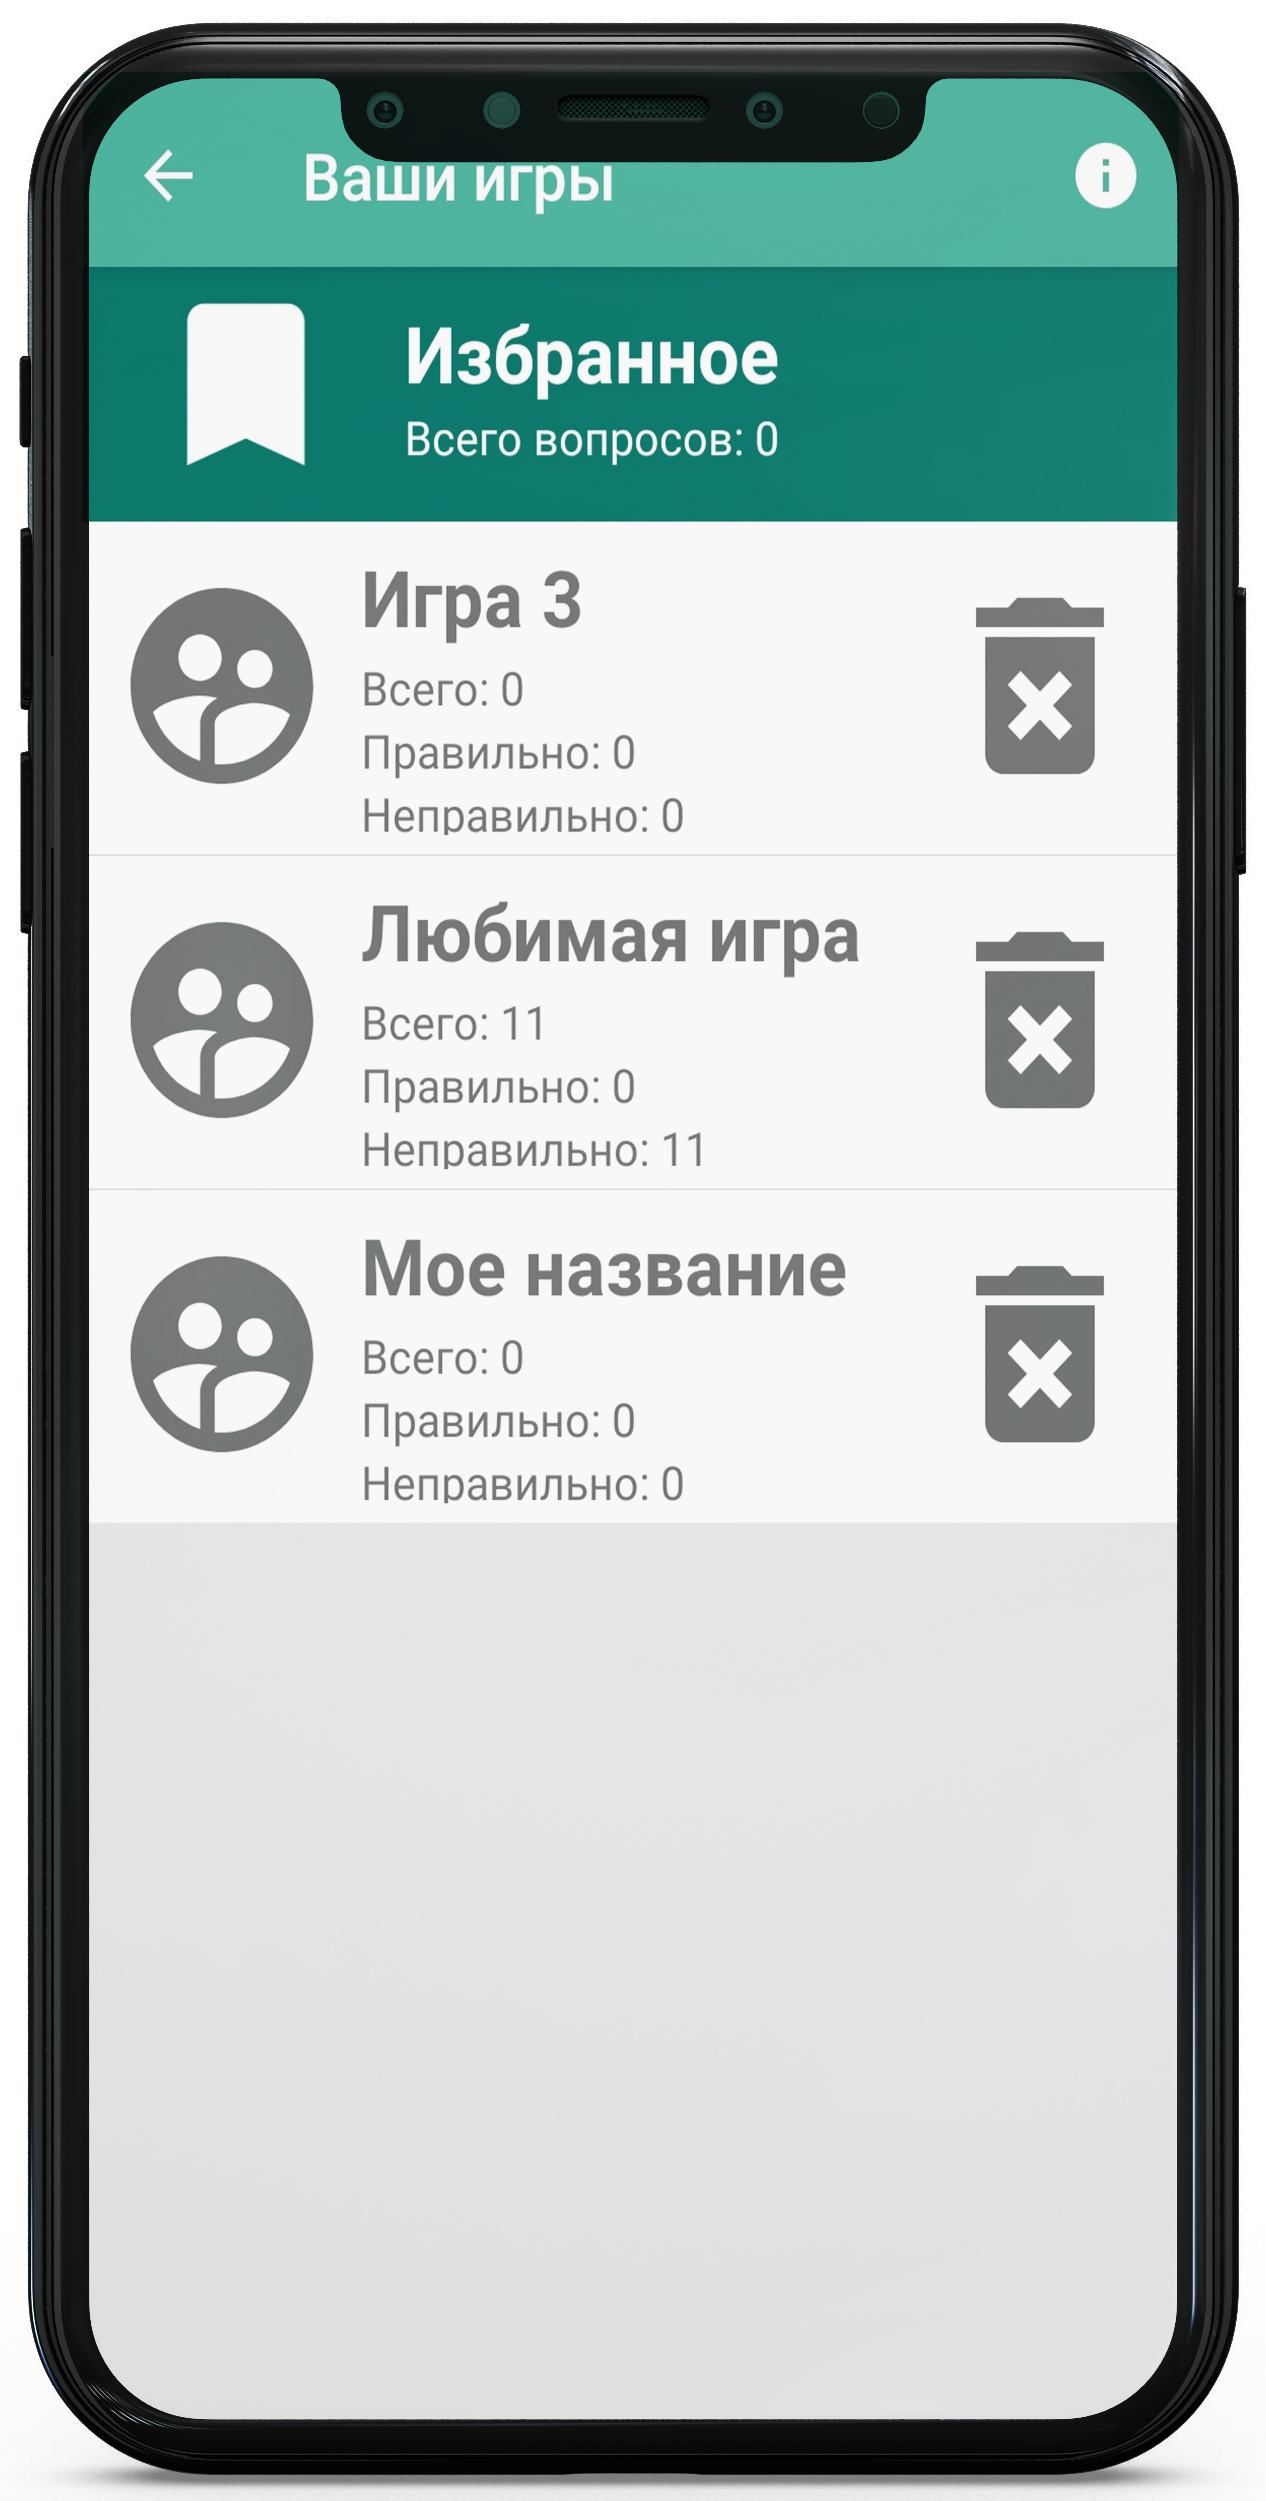 Ваши игры
Избранное
Всего вопросов: 0
Игра 3
Всего: 0
Правильно: 0
Неправильно: 0
Любимая игра
Всего: 11
Правильно: 0
Неправильно: 11
Мое название
Всего: 0
Правильно: 0
Неправильно: 0